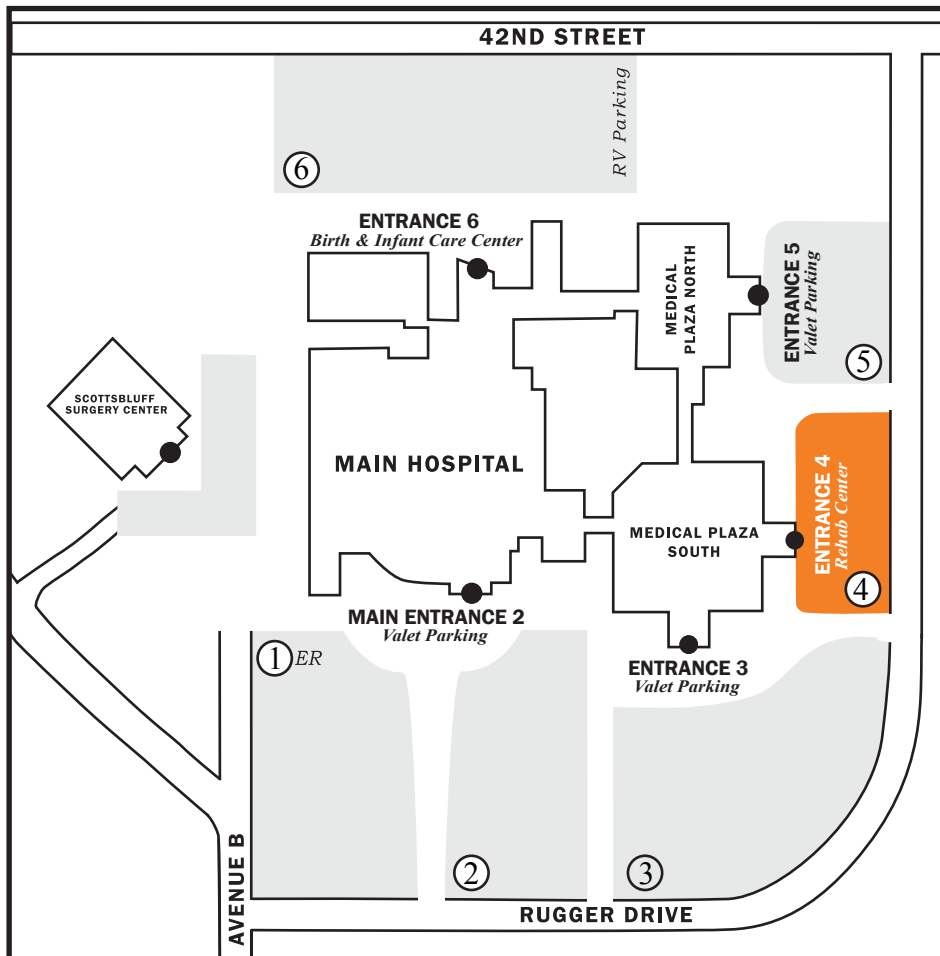 42ND STREET
RV Parking
6
ENTRANCE 6
Birth & Infant Care Center
MEDICAL
PLAZA NORTH
ENTRANCE 5
Valet Parking
5
SCOTTSBLUFF
SURGERY CENTER
MAIN HOSPITAL
MEDICAL PLAZA
SOUTH
ENTRANCE 4
Rehab Center
4
MAIN ENTRANCE 2
Valet Parking
1 ER
ENTRANCE 3
Valet Parking
2
3
AVENUE B
RUGGER DRIVE